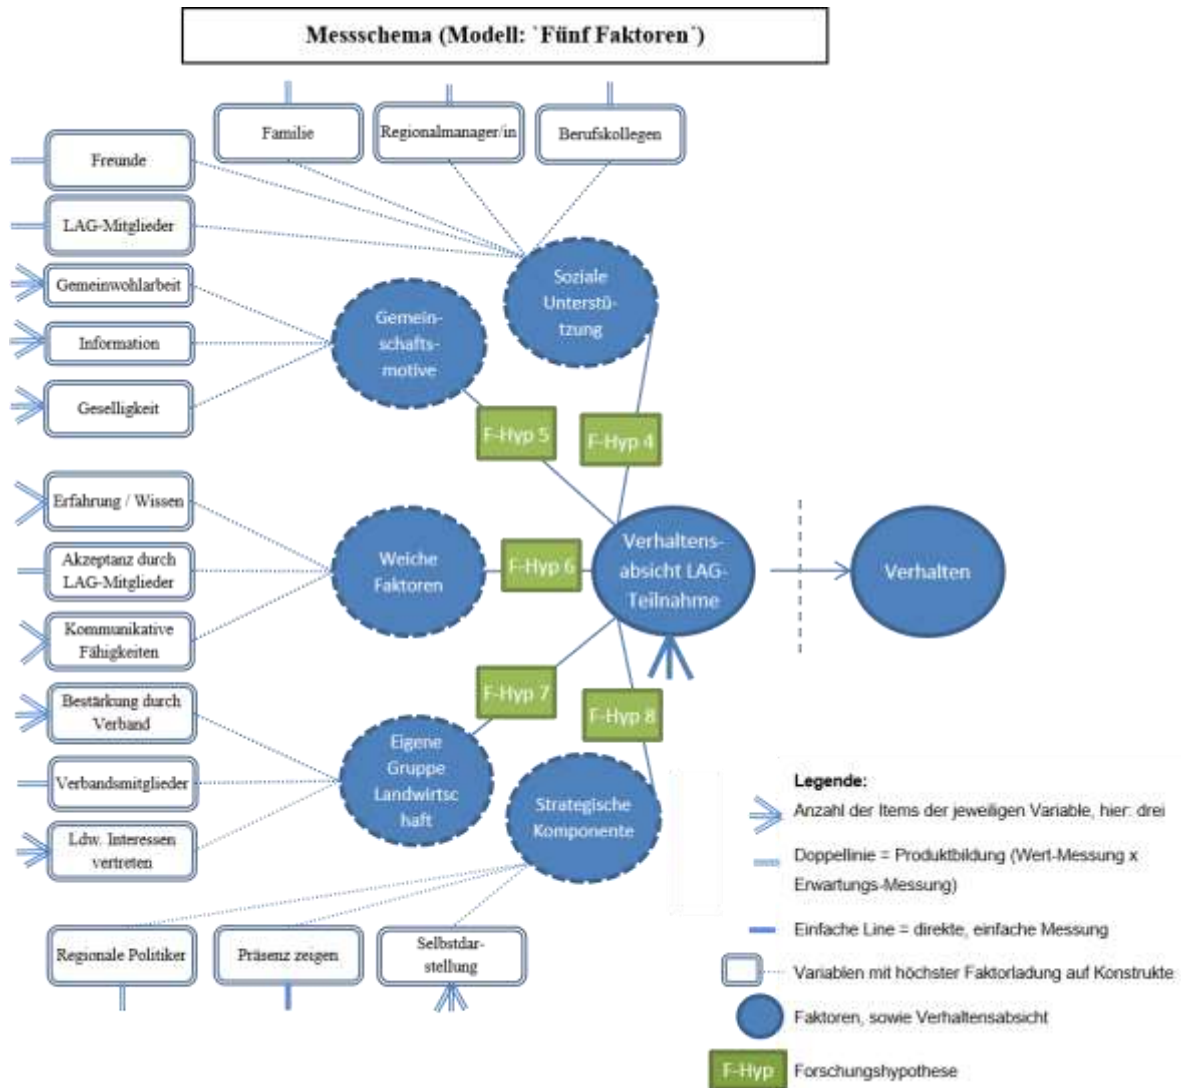 Messschema (Modell: `Fünf Faktoren`)
Familie
Regionalmanager/in
Berufskollegen
Freunde
LAG-Mitglieder
Gemeinwohlarbeit
Information
Geselligkeit
Soziale
Unterstü-
tzung
Gemein-
schafts-
motive
F-Hyp 5
F-Hyp 4
Erfahrung / Wissen
Akzeptanz durch
LAG-Mitglieder
Kommunikative
Fähigkeiten
Weiche
Faktoren
F-Hyp 6
Verhaltens-
absicht LAG-
Teilnahme
Verhalten
Bestärkung durch
Verband
Verbandsmitglieder
Ldw. Interessen
vertreten
Eigene
Gruppe
Landwirtsc
haft
F-Hyp 7
F-Hyp 8
Strategische
Komponente
Regionale Politiker
Präsenz zeigen
Selbstdar-
stellung
Legende:
Anzahl der Items der jeweiligen Variable, hier: drei
Doppellinie = Produktbildung (Wert-Messung x
Erwartungs-Messung)
Einfache Line = direkte, einfache Messung
Variablen mit höchster Faktorladung auf Konstrukte
Faktoren, sowie Verhaltensabsicht
F-Hyp
Forschungshypothese